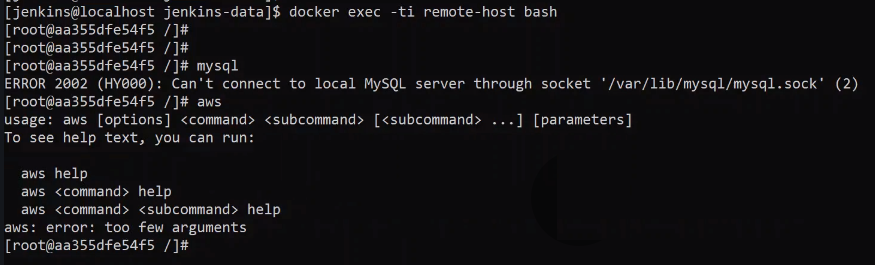 [jenkins@localhost jenkins-data]$ docker exec -ti remote-host bash
[root@aa355dfe54f5 /]#
[root@aa355dfe54f5 /]#
[root@aa355dfe54f5 /]# mysql
ERROR 2002 (HY000): Can't connect to local MySQL server through socket '/var/lib/mysql/mysql.sock' (2)
[root@aa355dfe54f5 /]# aws
usage: aws [options] <command> <subcommand> [<subcommand> ...] [parameters]
To see help text, you can run:
aws help
aws <command> help
aws <command> <subcommand> help
aws: error: too few arguments
[root@aa355dfe54f5 /]#